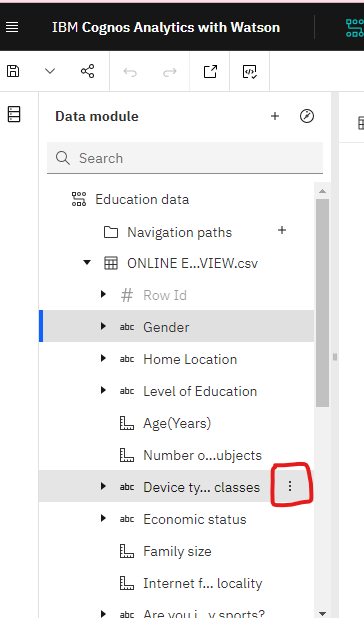 IBM Cognos Analytics with Watson
Data module
Search
Education data
Navigation paths
ONLINE E...VIEW.csv
# Row Id
abc Gender
abc Home Location
abc Level of Education
Age(Years)
Number o...ubjects
abc Device ty... classes
abc Economic status
Family size
Internet f... locality
abc Are you i...y sports?